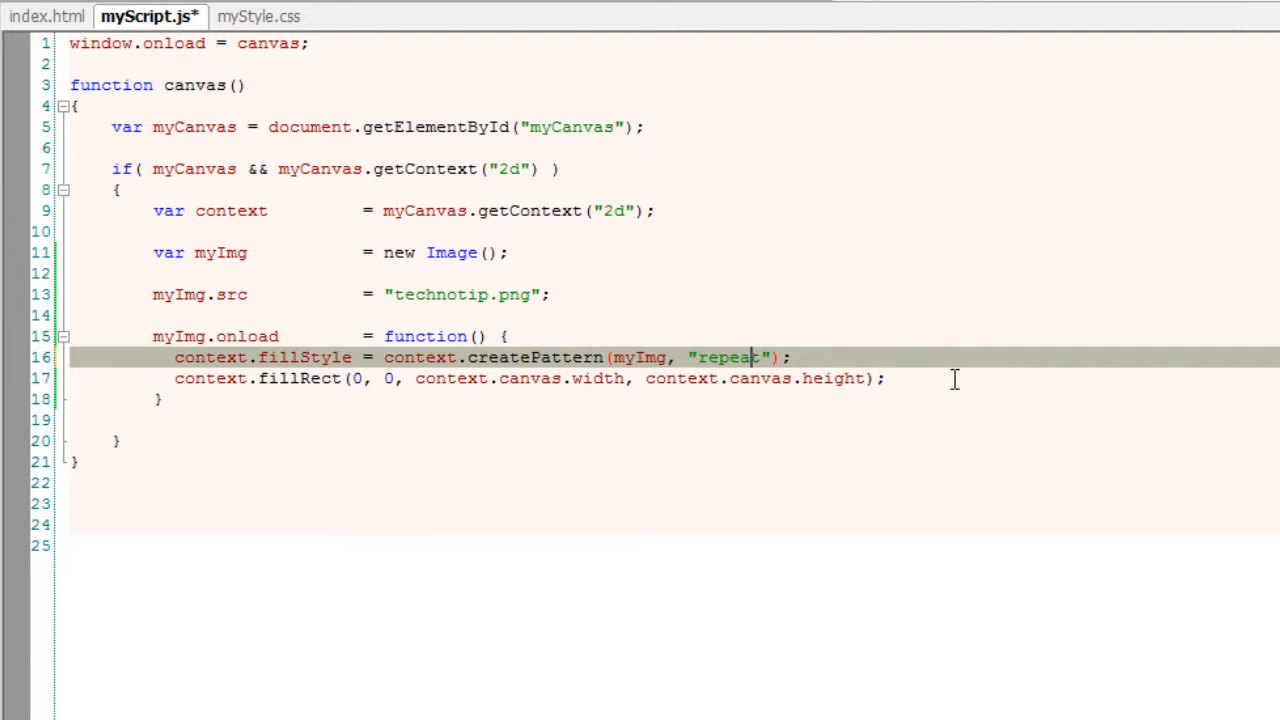 index.html myScript.js* myStyle.css
1 window.onload = canvas;
2
3 function canvas()
4 {
5 var myCanvas = document.getElementById("myCanvas");
6
7 if( myCanvas && myCanvas.getContext("2d") )
8 {
9 var context = myCanvas.getContext("2d");
10
11 var myImg = new Image();
12
13 myImg.src = "technotip.png";
14
15 myImg.onload = function() {
16 context.fillStyle = context.createPattern(myImg, "repeat");
17 context.fillRect(0, 0, context.canvas.width, context.canvas.height);
18 }
19
20 }
21 }
22
23
24
25